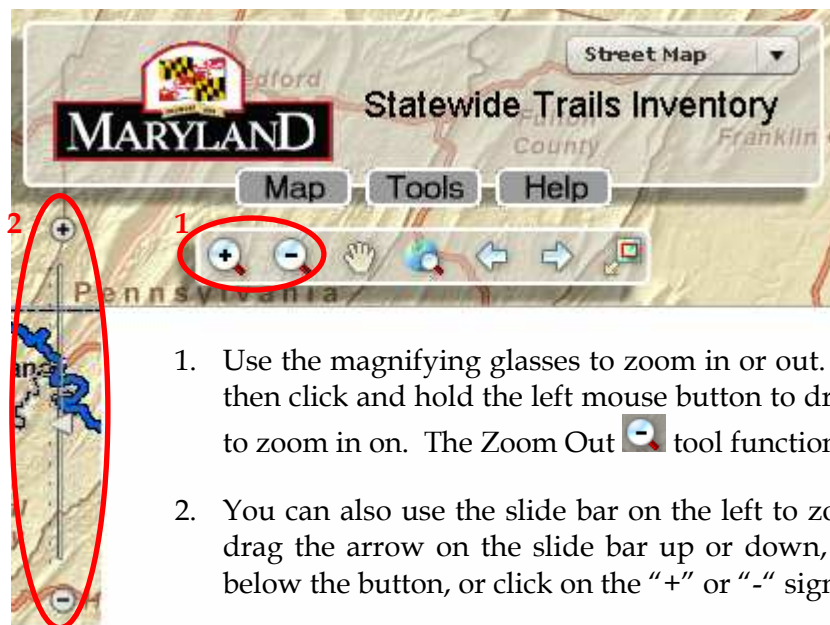 Street Map
Statewide Trails Inventory
MARYLAND
County
Franklin
Map Tools Help
2
1
Pennsylvania
1. Use the magnifying glasses to zoom in or out.
then click and hold the left mouse button to dr
to zoom in on. The Zoom Out tool function
2. You can also use the slide bar on the left to zo
drag the arrow on the slide bar up or down,
below the button, or click on the “+” or “-“ sign